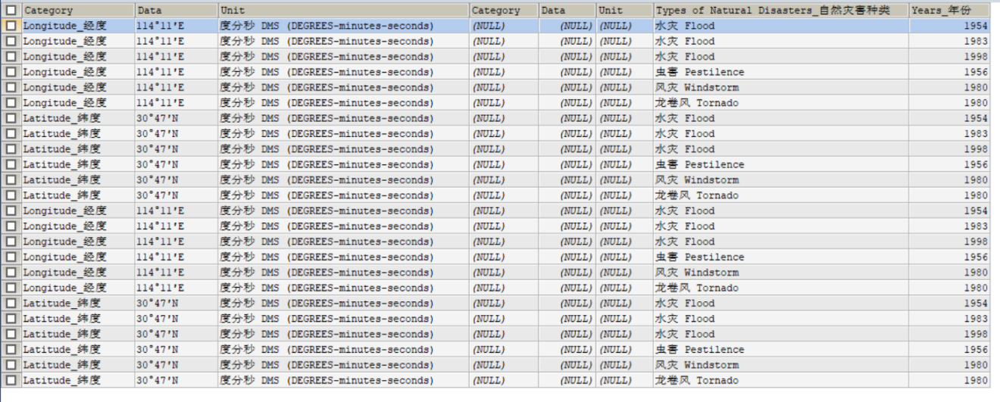 Category Data Unit Category Data Unit Types of Natural Disasters_自然灾害种类 Years_年份
Longitude_经度 114°11'E 度分秒 DMS (DEGREES-minutes-seconds) (NULL) (NULL) (NULL) 水灾 Flood 1954
Longitude_经度 114°11'E 度分秒 DMS (DEGREES-minutes-seconds) (NULL) (NULL) (NULL) 水灾 Flood 1983
Longitude_经度 114°11'E 度分秒 DMS (DEGREES-minutes-seconds) (NULL) (NULL) (NULL) 水灾 Flood 1998
Longitude_经度 114°11'E 度分秒 DMS (DEGREES-minutes-seconds) (NULL) (NULL) (NULL) 虫害 Pestilence 1956
Longitude_经度 114°11'E 度分秒 DMS (DEGREES-minutes-seconds) (NULL) (NULL) (NULL) 风灾 Windstorm 1980
Longitude_经度 114°11'E 度分秒 DMS (DEGREES-minutes-seconds) (NULL) (NULL) (NULL) 龙卷风 Tornado 1980
Latitude_纬度 30°47'N 度分秒 DMS (DEGREES-minutes-seconds) (NULL) (NULL) (NULL) 水灾 Flood 1954
Latitude_纬度 30°47'N 度分秒 DMS (DEGREES-minutes-seconds) (NULL) (NULL) (NULL) 水灾 Flood 1983
Latitude_纬度 30°47'N 度分秒 DMS (DEGREES-minutes-seconds) (NULL) (NULL) (NULL) 水灾 Flood 1998
Latitude_纬度 30°47'N 度分秒 DMS (DEGREES-minutes-seconds) (NULL) (NULL) (NULL) 虫害 Pestilence 1956
Latitude_纬度 30°47'N 度分秒 DMS (DEGREES-minutes-seconds) (NULL) (NULL) (NULL) 风灾 Windstorm 1980
Latitude_纬度 30°47'N 度分秒 DMS (DEGREES-minutes-seconds) (NULL) (NULL) (NULL) 龙卷风 Tornado 1980
Longitude_经度 114°11'E 度分秒 DMS (DEGREES-minutes-seconds) (NULL) (NULL) (NULL) 水灾 Flood 1954
Longitude_经度 114°11'E 度分秒 DMS (DEGREES-minutes-seconds) (NULL) (NULL) (NULL) 水灾 Flood 1983
Longitude_经度 114°11'E 度分秒 DMS (DEGREES-minutes-seconds) (NULL) (NULL) (NULL) 水灾 Flood 1998
Longitude_经度 114°11'E 度分秒 DMS (DEGREES-minutes-seconds) (NULL) (NULL) (NULL) 虫害 Pestilence 1956
Longitude_经度 114°11'E 度分秒 DMS (DEGREES-minutes-seconds) (NULL) (NULL) (NULL) 风灾 Windstorm 1980
Longitude_经度 114°11'E 度分秒 DMS (DEGREES-minutes-seconds) (NULL) (NULL) (NULL) 龙卷风 Tornado 1980
Latitude_纬度 30°47'N 度分秒 DMS (DEGREES-minutes-seconds) (NULL) (NULL) (NULL) 水灾 Flood 1954
Latitude_纬度 30°47'N 度分秒 DMS (DEGREES-minutes-seconds) (NULL) (NULL) (NULL) 水灾 Flood 1983
Latitude_纬度 30°47'N 度分秒 DMS (DEGREES-minutes-seconds) (NULL) (NULL) (NULL) 水灾 Flood 1998
Latitude_纬度 30°47'N 度分秒 DMS (DEGREES-minutes-seconds) (NULL) (NULL) (NULL) 虫害 Pestilence 1956
Latitude_纬度 30°47'N 度分秒 DMS (DEGREES-minutes-seconds) (NULL) (NULL) (NULL) 风灾 Windstorm 1980
Latitude_纬度 30°47'N 度分秒 DMS (DEGREES-minutes-seconds) (NULL) (NULL) (NULL) 龙卷风 Tornado 1980